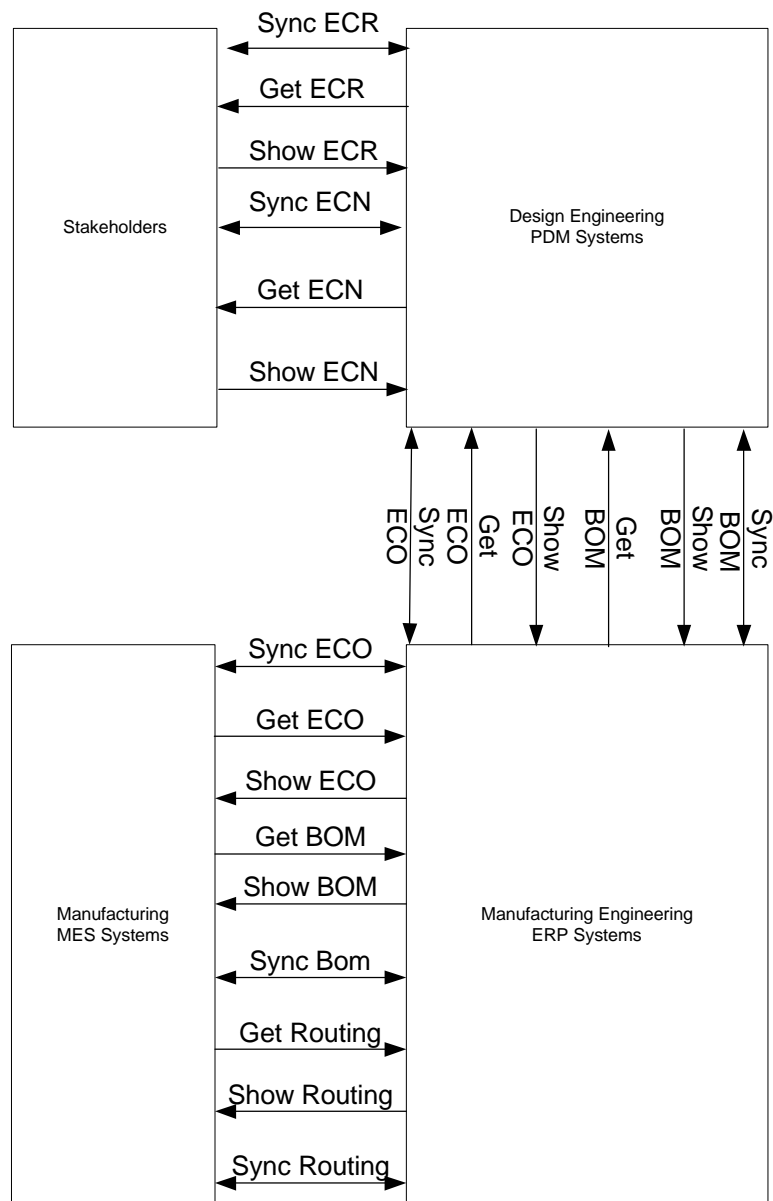 Sync ECR
Get ECR
Show ECR
Sync ECN
Get ECN
Show ECN
Stakeholders
Design Engineering
PDM Systems
Sync
ECO
Get
ECO
Show
ECO
Get
BOM
Show
BOM
Sync
BOM
Sync ECO
Get ECO
Show ECO
Get BOM
Show BOM
Sync Bom
Get Routing
Show Routing
Sync Routing
Manufacturing
MES Systems
Manufacturing Engineering
ERP Systems